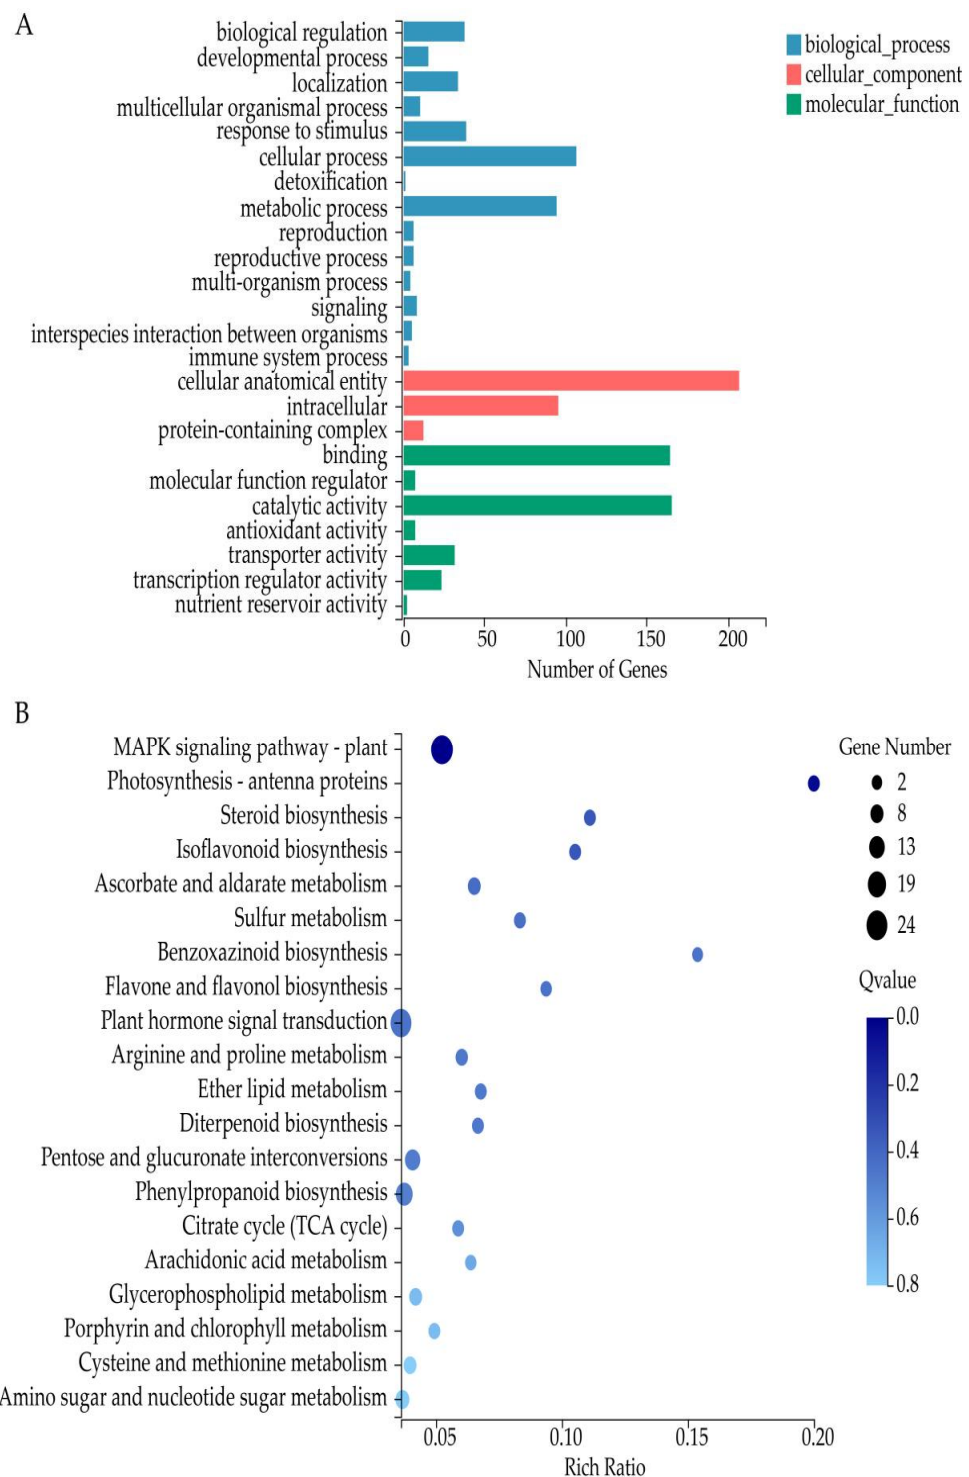 A
biological regulation
developmental process
localization
multicellular organismal process
response to stimulus
cellular process
detoxification
metabolic process
reproduction
reproductive process
multi-organism process
signaling
interspecies interaction between organisms
immune system process
cellular anatomical entity
intracellular
protein-containing complex
binding
molecular function regulator
catalytic activity
antioxidant activity
transporter activity
transcription regulator activity
nutrient reservoir activity
0 50 100 150 200
Number of Genes
biological_process
cellular_component
molecular_function
B
MAPK signaling pathway - plant
Photosynthesis - antenna proteins
Steroid biosynthesis
Isoflavonoid biosynthesis
Ascorbate and aldarate metabolism
Sulfur metabolism
Benzoxazinoid biosynthesis
Flavone and flavonol biosynthesis
Plant hormone signal transduction
Arginine and proline metabolism
Ether lipid metabolism
Diterpenoid biosynthesis
Pentose and glucuronate interconversions
Phenylpropanoid biosynthesis
Citrate cycle (TCA cycle)
Arachidonic acid metabolism
Glycerophospholipid metabolism
Porphyrin and chlorophyll metabolism
Cysteine and methionine metabolism
Amino sugar and nucleotide sugar metabolism
0.05 0.10 0.15 0.20
Rich Ratio
Gene Number
2
8
13
19
24
Qvalue
0.0
0.2
0.4
0.6
0.8